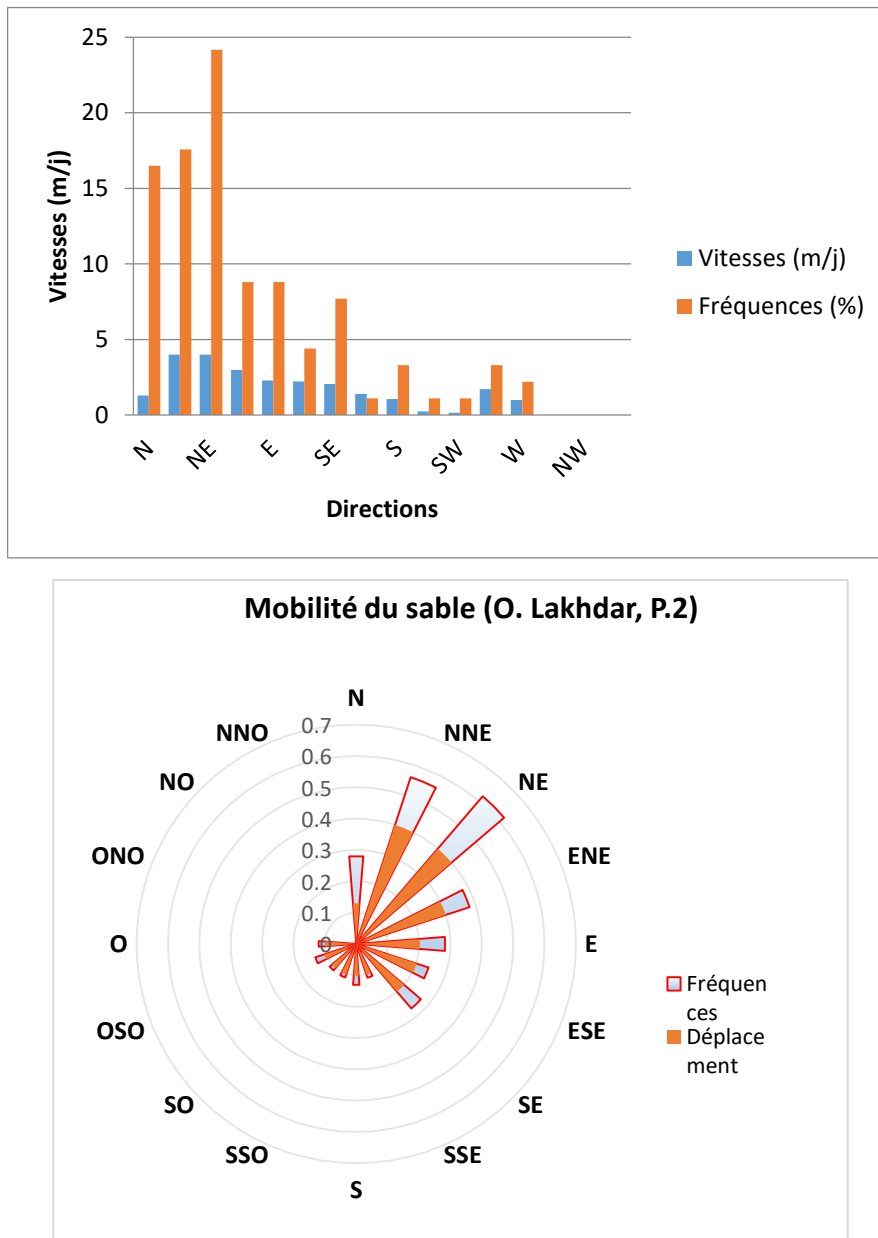 25
20
15
10
5
0
Vitesses (m/j)
N
NE
E
SE
S
SW
W
NW
Directions
Vitesses (m/j)
Fréquences (%)
Mobilité du sable (O. Lakhdar, P.2)
N
NNE
NE
ENE
E
ESE
SE
SSE
S
SSO
SO
OSO
O
ONO
NO
NNO
0.7
0.6
0.5
0.4
0.3
0.2
0.1
0
Fréquen
ces
Déplace
ment